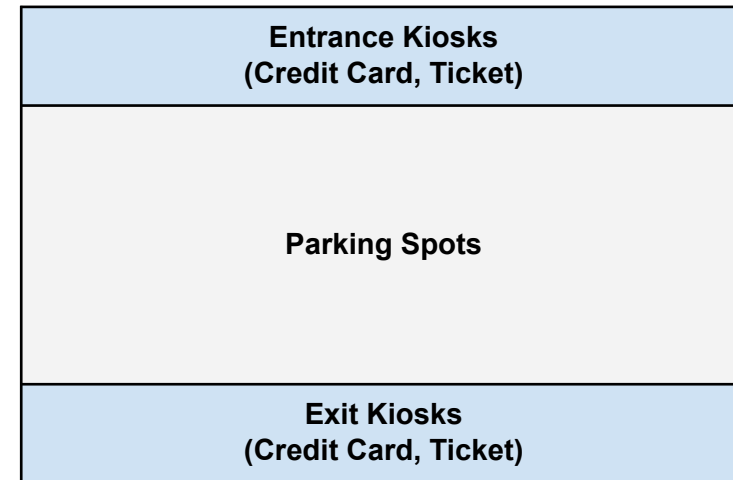 Entrance Kiosks
(Credit Card, Ticket)
Parking Spots
Exit Kiosks
(Credit Card, Ticket)